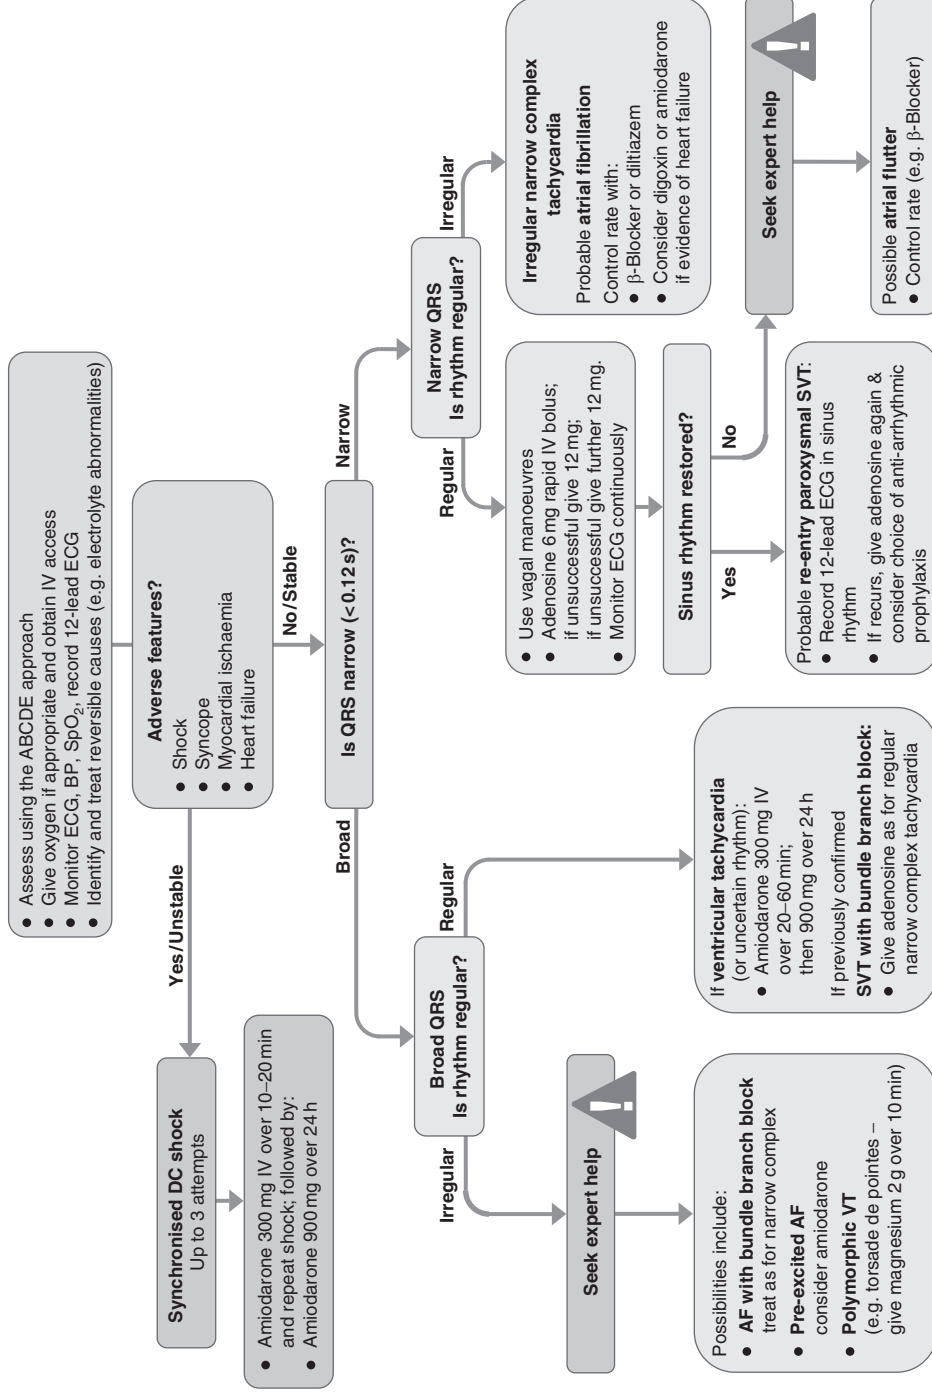 ● Assess using the ABCDE approach
● Give oxygen if appropriate and obtain IV access
● Monitor ECG, BP, SpO2, record 12-lead ECG
● Identify and treat reversible causes (e.g. electrolyte abnormalities)
Adverse features?
● Shock
● Syncope
● Myocardial ischaemia
● Heart failure
Yes/Unstable
Synchronised DC shock
Up to 3 attempts
● Amiodarone 300 mg IV over 10–20 min
and repeat shock; followed by:
● Amiodarone 900 mg over 24 h
No/Stable
Is QRS narrow (<0.12 s)?
Broad
Narrow
Broad QRS
Is rhythm regular?
Irregular
Regular
Seek expert help
!
Possibilities include:
● AF with bundle branch block
treat as for narrow complex
● Pre-excited AF
consider amiodarone
● Polymorphic VT
(e.g. torsade de pointes –
give magnesium 2 g over 10 min)
If ventricular tachycardia
(or uncertain rhythm):
● Amiodarone 300 mg IV
over 20–60 min;
then 900 mg over 24 h
If previously confirmed
SVT with bundle branch block:
● Give adenosine as for regular
narrow complex tachycardia
Narrow QRS
Is rhythm regular?
Regular
Irregular
● Use vagal manoeuvres
● Adenosine 6 mg rapid IV bolus;
if unsuccessful give 12 mg;
if unsuccessful give further 12 mg.
● Monitor ECG continuously
Irregular narrow complex
tachycardia
Probable atrial fibrillation
Control rate with:
● β-Blocker or diltiazem
● Consider digoxin or amiodarone
if evidence of heart failure
Sinus rhythm restored?
Yes
No
Seek expert help
!
Probable re-entry paroxysmal SVT:
● Record 12-lead ECG in sinus
rhythm
● If recurs, give adenosine again &
consider choice of anti-arrhythmic
prophylaxis
Possible atrial flutter
● Control rate (e.g. β-Blocker)